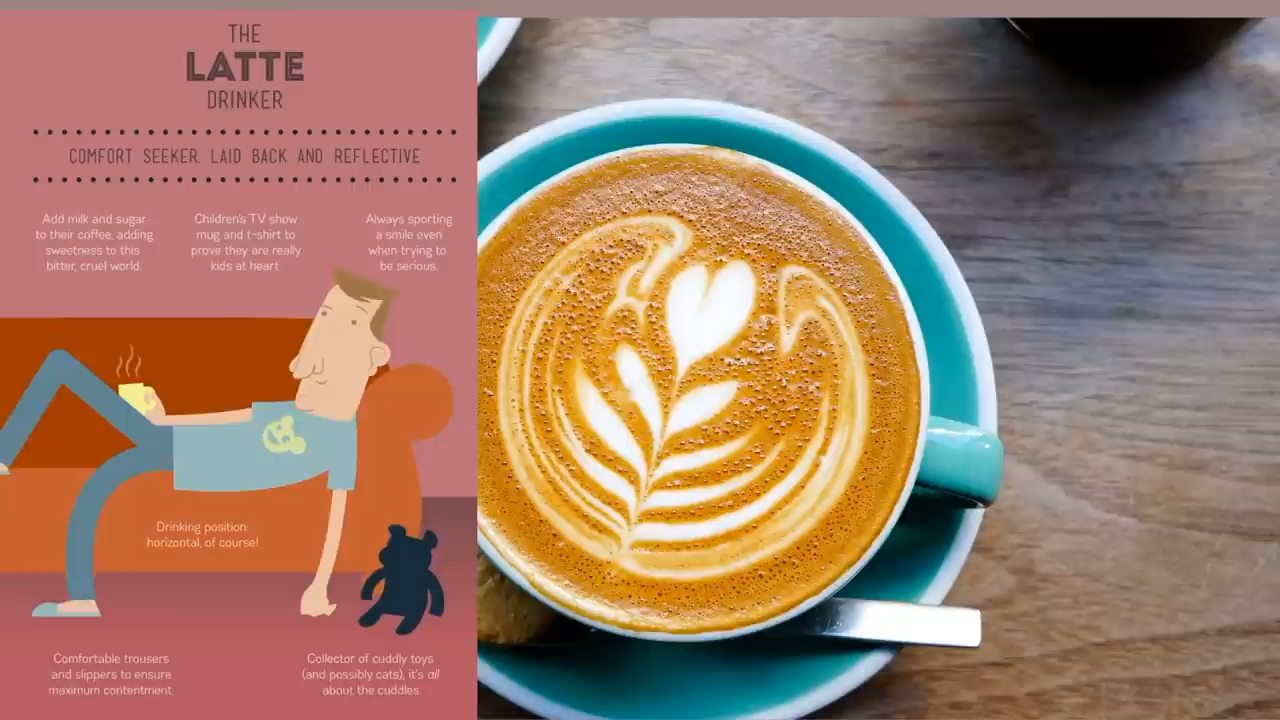 THE
LATTE
DRINKER
COMFORT SEEKER. LAID BACK AND REFLECTIVE
Add milk and sugar
to their coffee, adding
sweetness to this
bitter, cruel world.
Children's TV show
mug and t-shirt to
prove they are really
kids at heart.
Always sporting
a smile even
when trying to
be serious.
Drinking position:
horizontal, of course!
Comfortable trousers
and slippers to ensure
maximum contentment.
Collector of cuddly toys
(and possibly cats), it's all
about the cuddles.